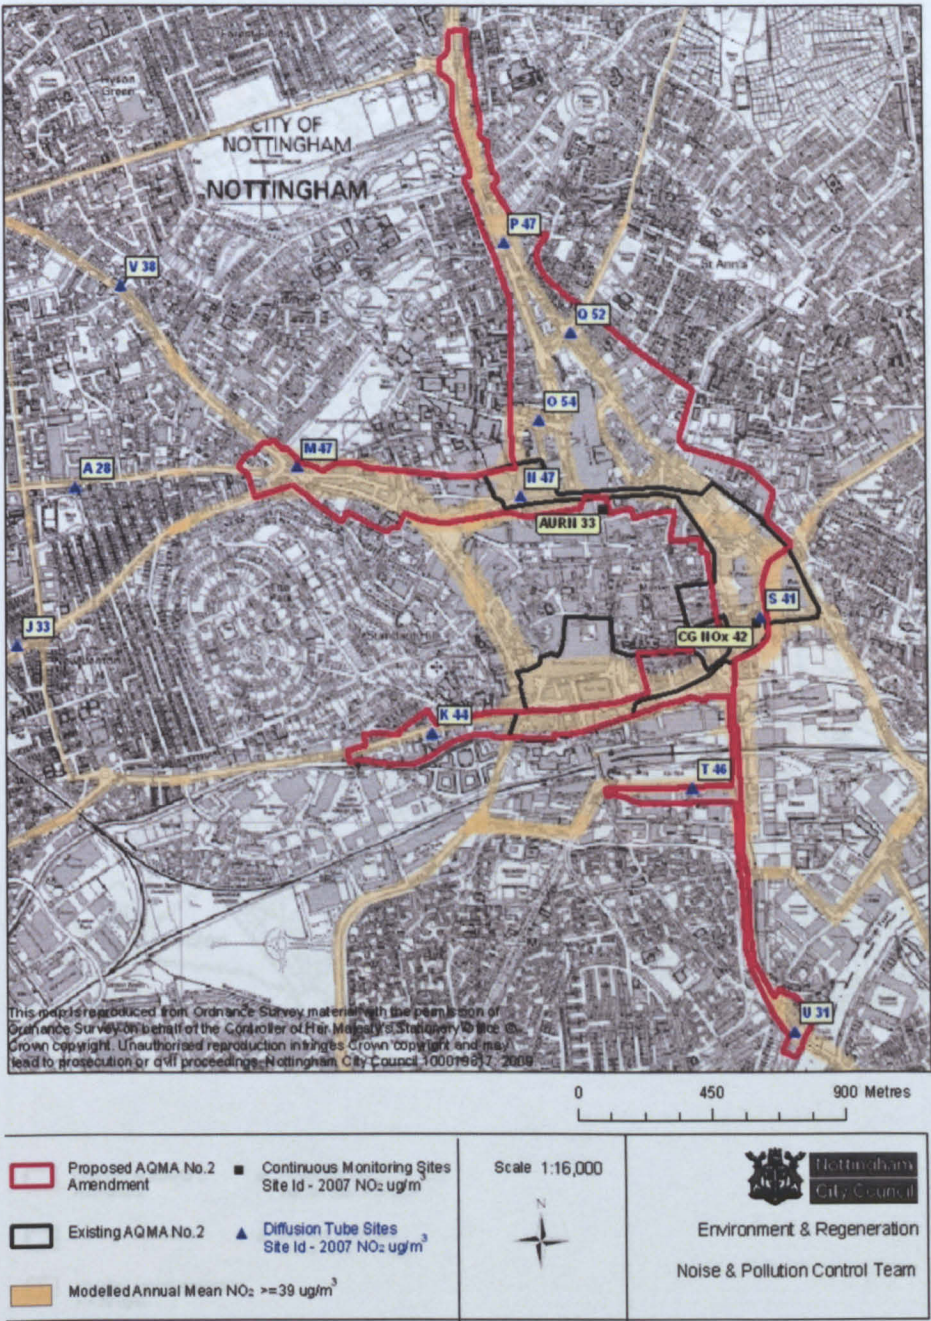 CITY OF
NOTTINGHAM
NOTTINGHAM
Hyson
Green
St Ann's
P 47
V 38
Q 52
O 54
M 47
A 28
N 47
AURN 33
J 33
S 41
CG NOx 42
K 44
T 46
U 31
This map is reproduced from Ordnance Survey material with the permission of
Ordnance Survey on behalf of the Controller of Her Majesty's Stationery Office ©
Crown copyright. Unauthorised reproduction infringes Crown copyright and may
lead to prosecution or civil proceedings. Nottingham City Council 100019317, 2009
0 450 900 Metres
Proposed AQMA No.2
Amendment
Existing AQMA No.2
Modelled Annual Mean NO₂ >=39 ug/m³
Continuous Monitoring Sites
Site Id - 2007 NO₂ ug/m³
Diffusion Tube Sites
Site Id - 2007 NO₂ ug/m³
Scale 1:16,000
N
Nottingham
City Council
Environment & Regeneration
Noise & Pollution Control Team